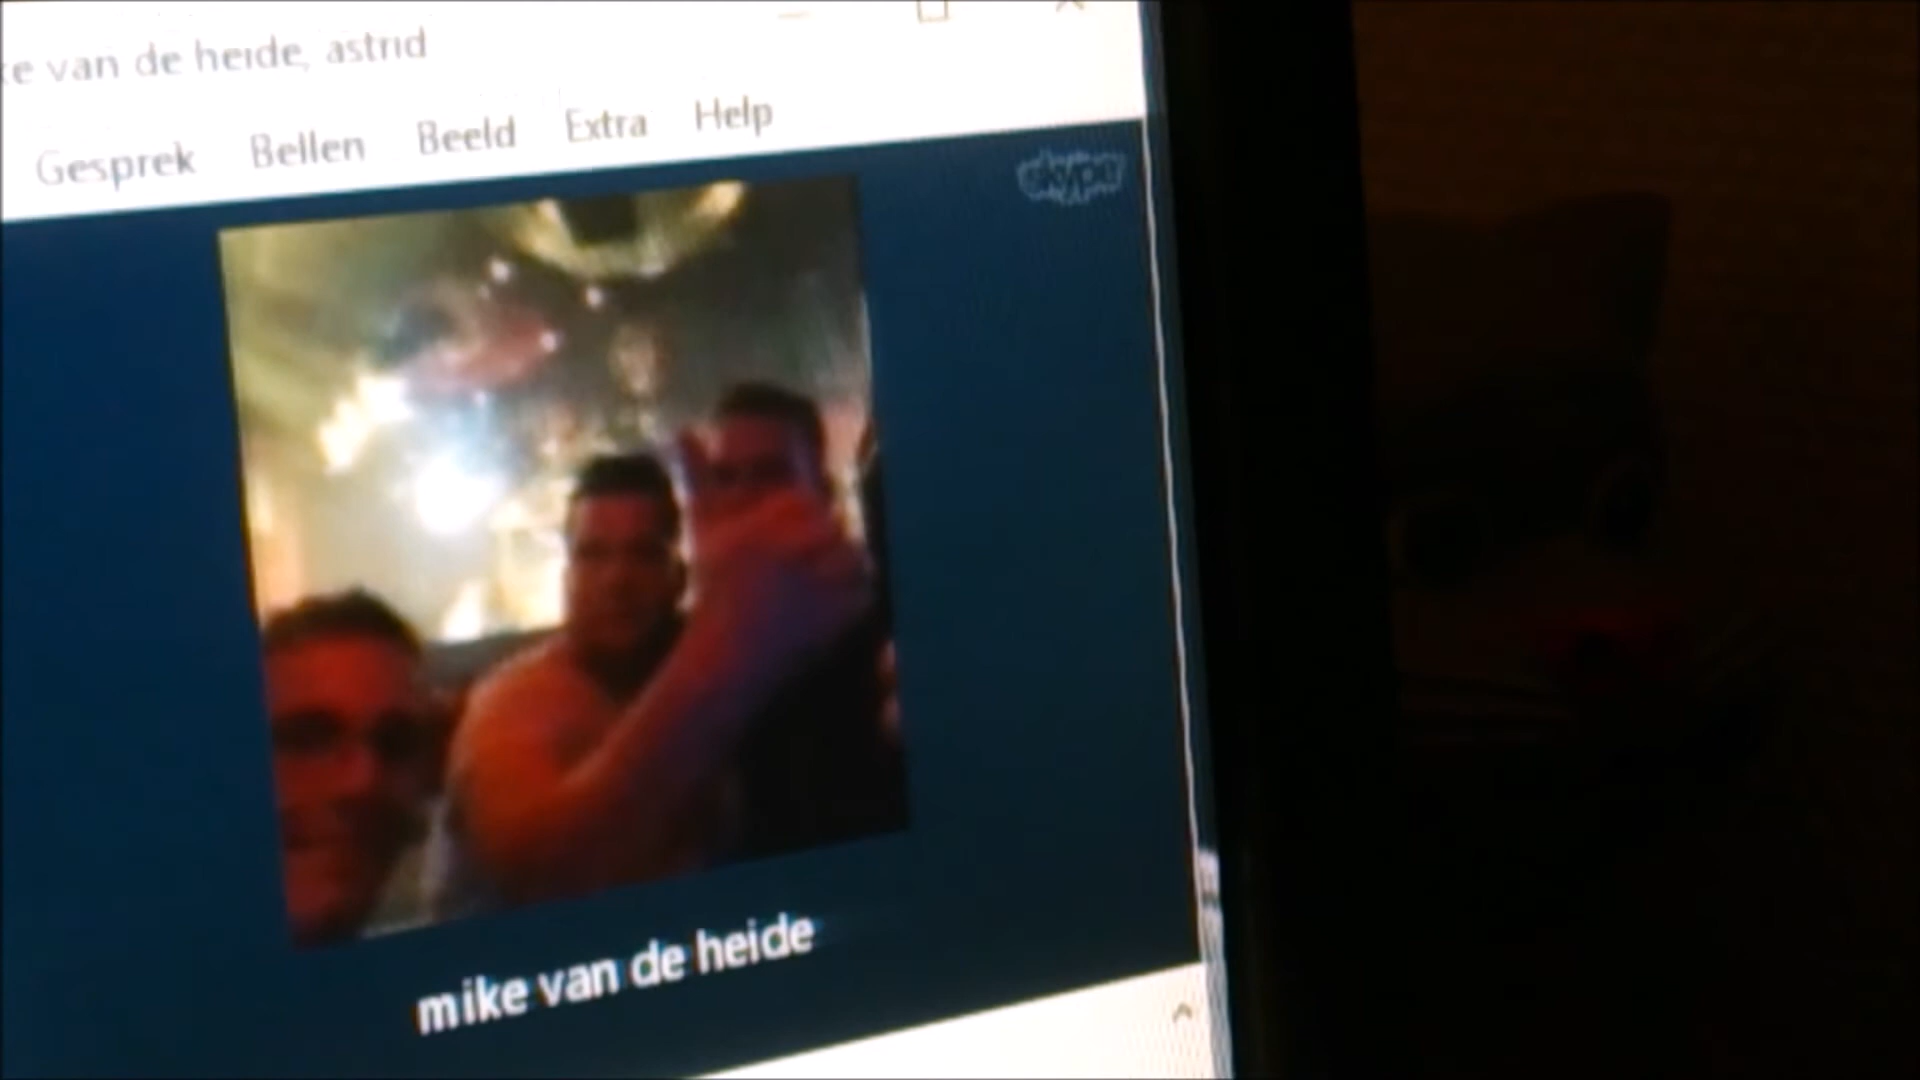 van de heide, astrid
Gesprek Bellen Beeld Extra Help
skype
mike van de heide